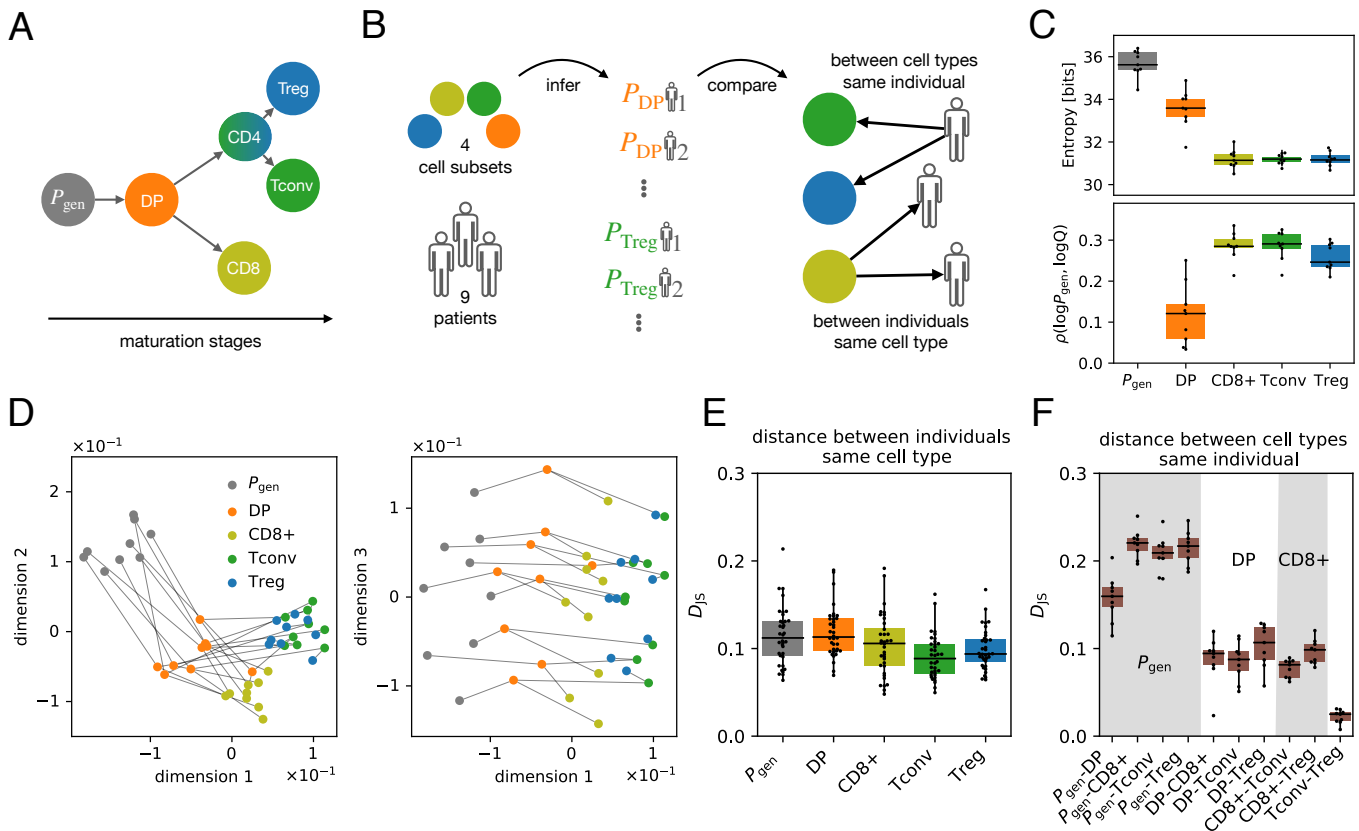 A
Treg
CD4
Pgen
DP
Tconv
CD8
maturation stages
B
infer
compare
4
cell subsets
9
patients
PDP 1
PDP 2
PTreg 1
PTreg 2
between cell types
same individual
between individuals
same cell type
C
Entropy [bits]
36
34
32
30
ρ(logPgen, logQ)
0.3
0.2
0.1
0.0
Pgen DP CD8+ Tconv Treg
D
×10⁻¹
dimension 2
2
1
0
−1
Pgen
DP
CD8+
Tconv
Treg
−1 0 1
dimension 1 ×10⁻¹
×10⁻¹
dimension 3
1
0
−1
−1 0 1
dimension 1 ×10⁻¹
E
distance between individuals
same cell type
DJS
0.3
0.2
0.1
0.0
Pgen DP CD8+ Tconv Treg
F
distance between cell types
same individual
DJS
0.3
0.2
0.1
0.0
Pgen
DP
CD8+
Pgen-DP
Pgen-CD8+
Pgen-Tconv
Pgen-Treg
DP-CD8+
DP-Tconv
DP-Treg
CD8+-Tconv
CD8+-Treg
Tconv-Treg